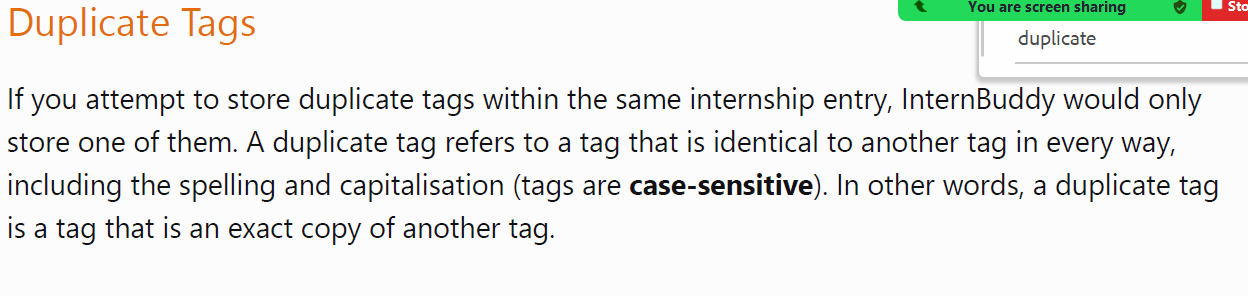 Duplicate Tags
You are screen sharing
duplicate
If you attempt to store duplicate tags within the same internship entry, InternBuddy would only
store one of them. A duplicate tag refers to a tag that is identical to another tag in every way,
including the spelling and capitalisation (tags are case-sensitive). In other words, a duplicate tag
is a tag that is an exact copy of another tag.